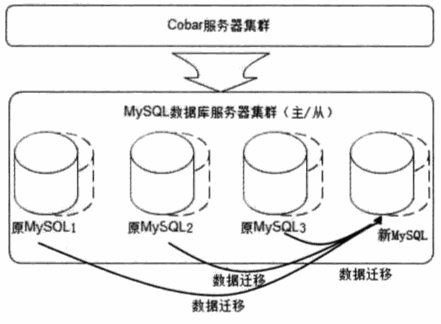 Cobar服务器集群
MySQL数据库服务器集群（主/从）
原MySOL1
原MySQL2
原MySQL3
新MySQL
数据迁移
数据迁移
数据迁移